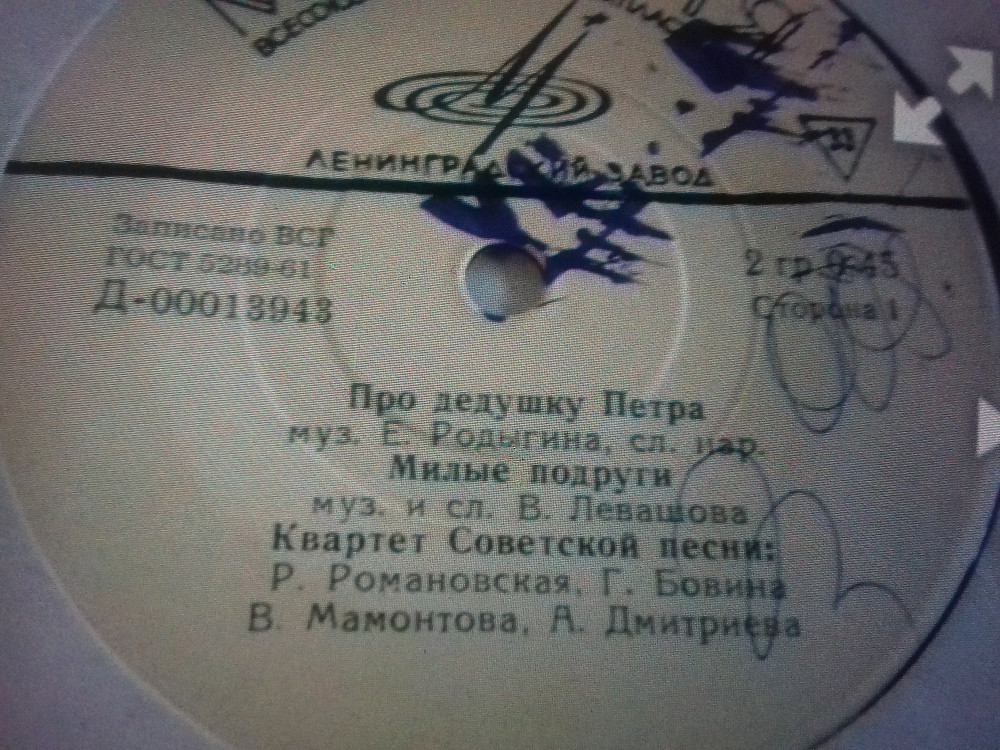 ЛЕНИНГРАДСКИЙ ЗАВОД
33
Записано ВСГ
ГОСТ 5289-61
Д-00013943
2 гр
Сторона 1
Про дедушку Петра
муз. Е. Родыгина, сл. нар.
Милые подруги
муз. и сл. В. Левашова
Квартет Советской песни:
Р. Романовская, Г. Бовина
В. Мамонтова, А. Дмитриева